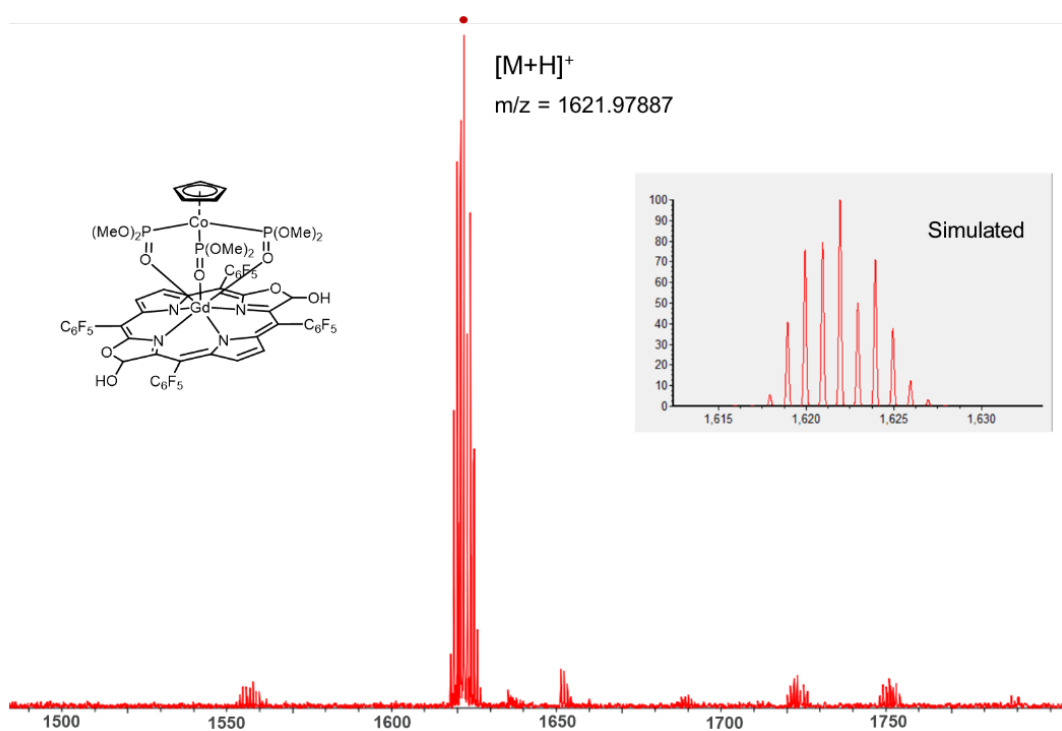 [M+H]⁺
m/z = 1621.97887
Co
(MeO)₂P
P(OMe)₂
P(OMe)₂
O
O
O
C₆F₅
O
OH
Gd
N
N
N
N
C₆F₅
C₆F₅
O
HO
C₆F₅
Simulated
100
90
80
70
60
50
40
30
20
10
0
1,615 1,620 1,625 1,630
1500 1550 1600 1650 1700 1750